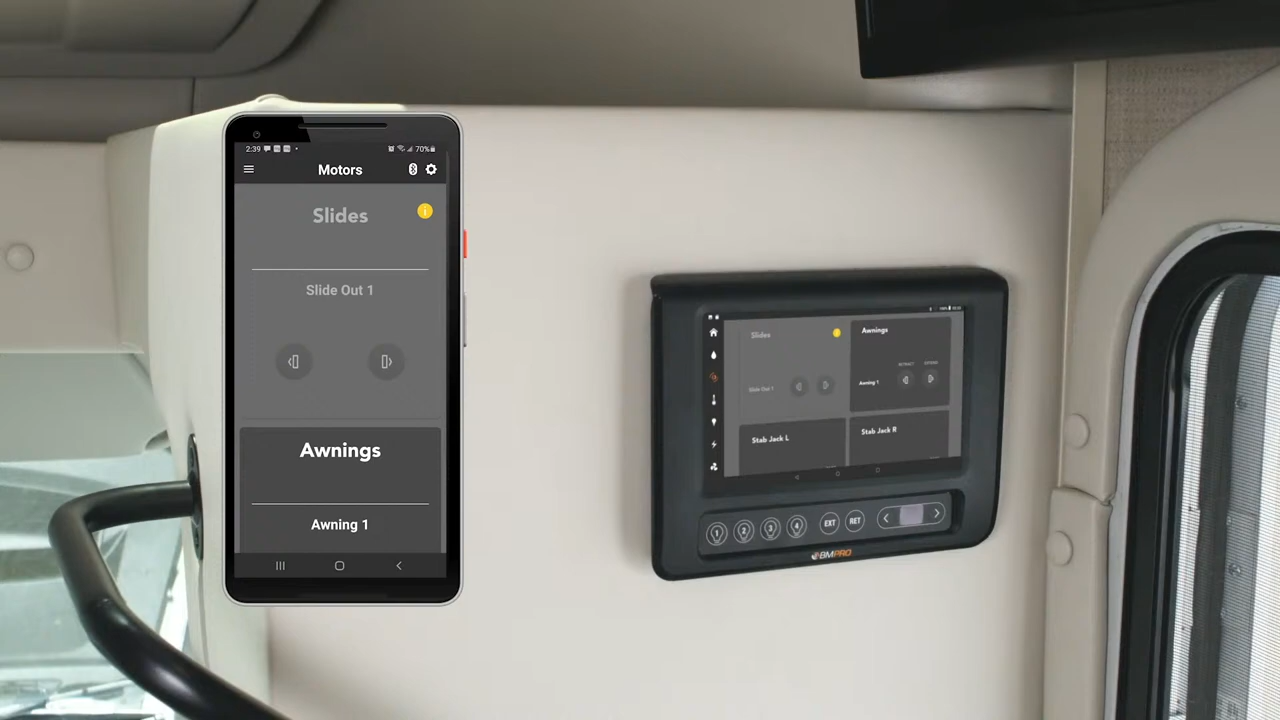 2:39
70%
Motors
Slides
Slide Out 1
Awnings
Awning 1
Slides
Slide Out 1
Awnings
RETRACT
EXTEND
Awning 1
Stab Jack L
Stab Jack R
1
2
3
4
EXT
RET
BMPRO